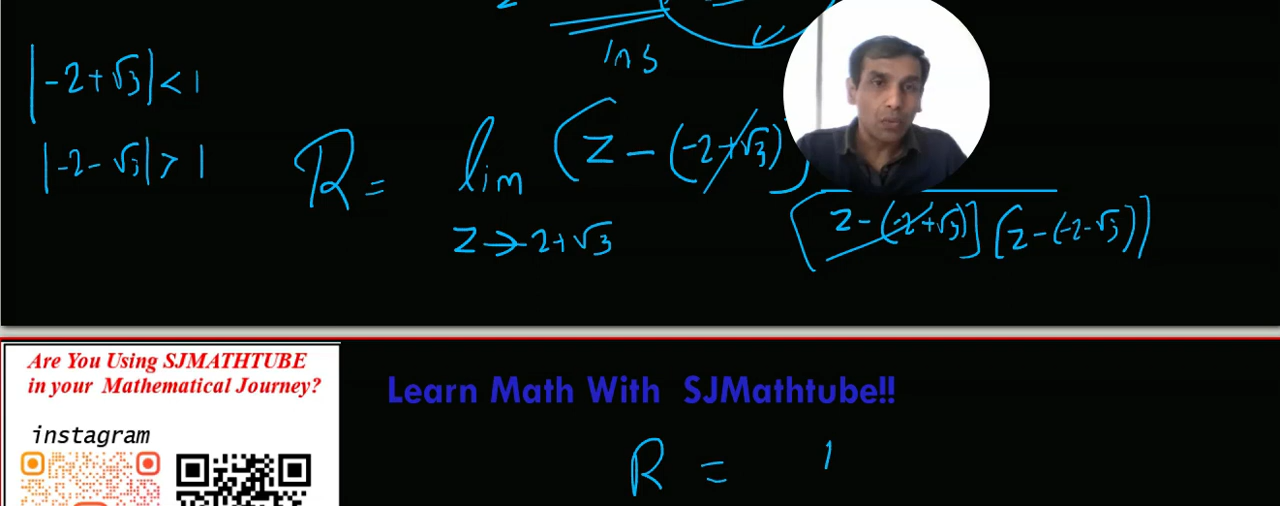 Ins
|-2+√3|<1
|-2-√3|>1
R = lim (z-(-2+√3)
z→2+√3
[z-(-2+√3)][z-(-2-√3)]
Are You Using SJMATHTUBE
in your Mathematical Journey?
Learn Math With SJMathtube!!
instagram
R = 1